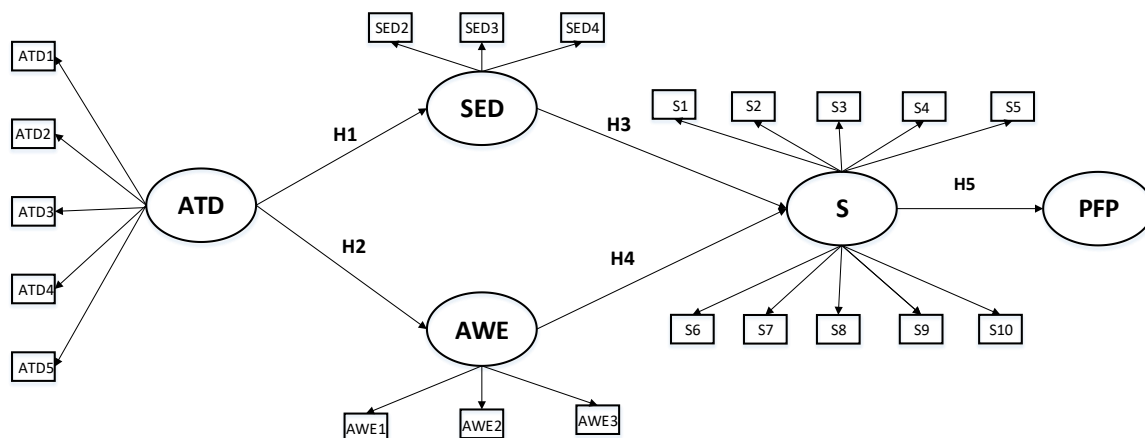 SED2
SED3
SED4
ATD1
ATD2
ATD3
ATD4
ATD5
ATD
H1
H2
SED
AWE
AWE1
AWE2
AWE3
H3
H4
S1
S2
S3
S4
S5
S
S6
S7
S8
S9
S10
H5
PFP